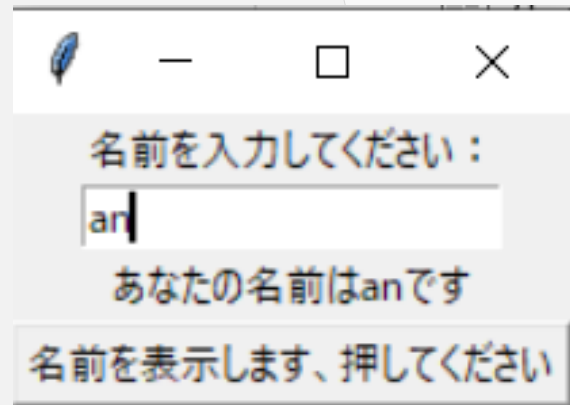 名前を入力してください：
an
あなたの名前はanです
名前を表示します、押してください